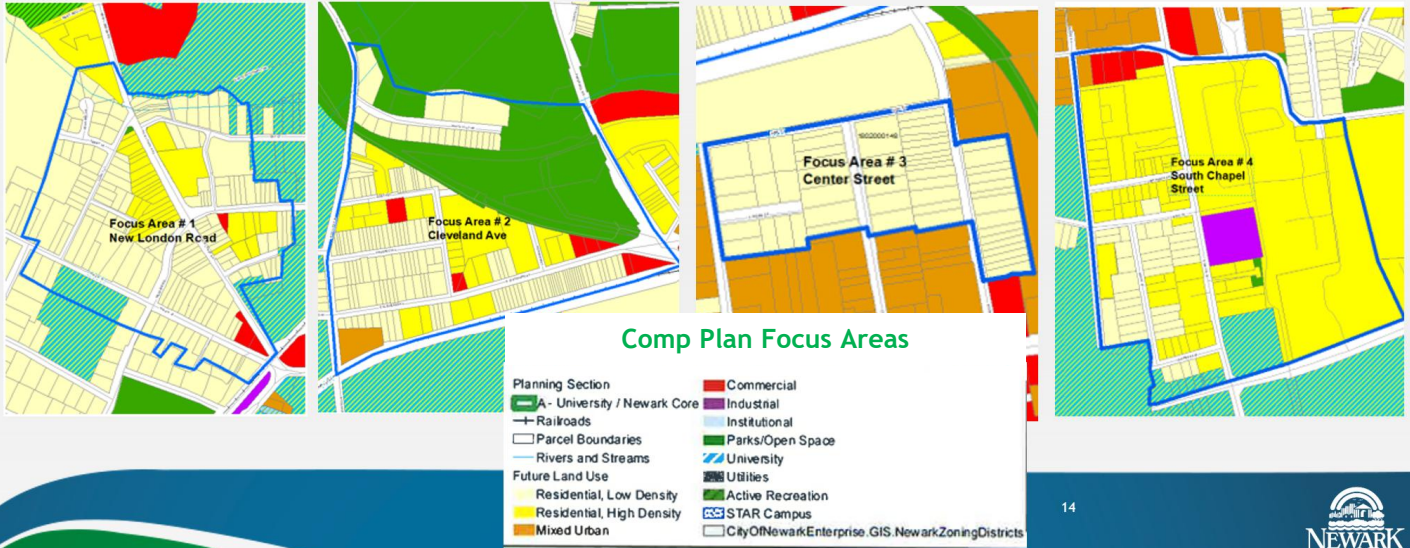 Focus Area # 1
New London Road
Focus Area # 2
Cleveland Ave
Focus Area # 3
Center Street
1802000148
Focus Area # 4
South Chapel
Street
Comp Plan Focus Areas
Planning Section
A - University / Newark Core
Railroads
Parcel Boundaries
Rivers and Streams
Future Land Use
Residential, Low Density
Residential, High Density
Mixed Urban
Commercial
Industrial
Institutional
Parks/Open Space
University
Utilities
Active Recreation
STAR Campus
CityOfNewarkEnterprise.GIS.NewarkZoningDistricts
14
NEWARK